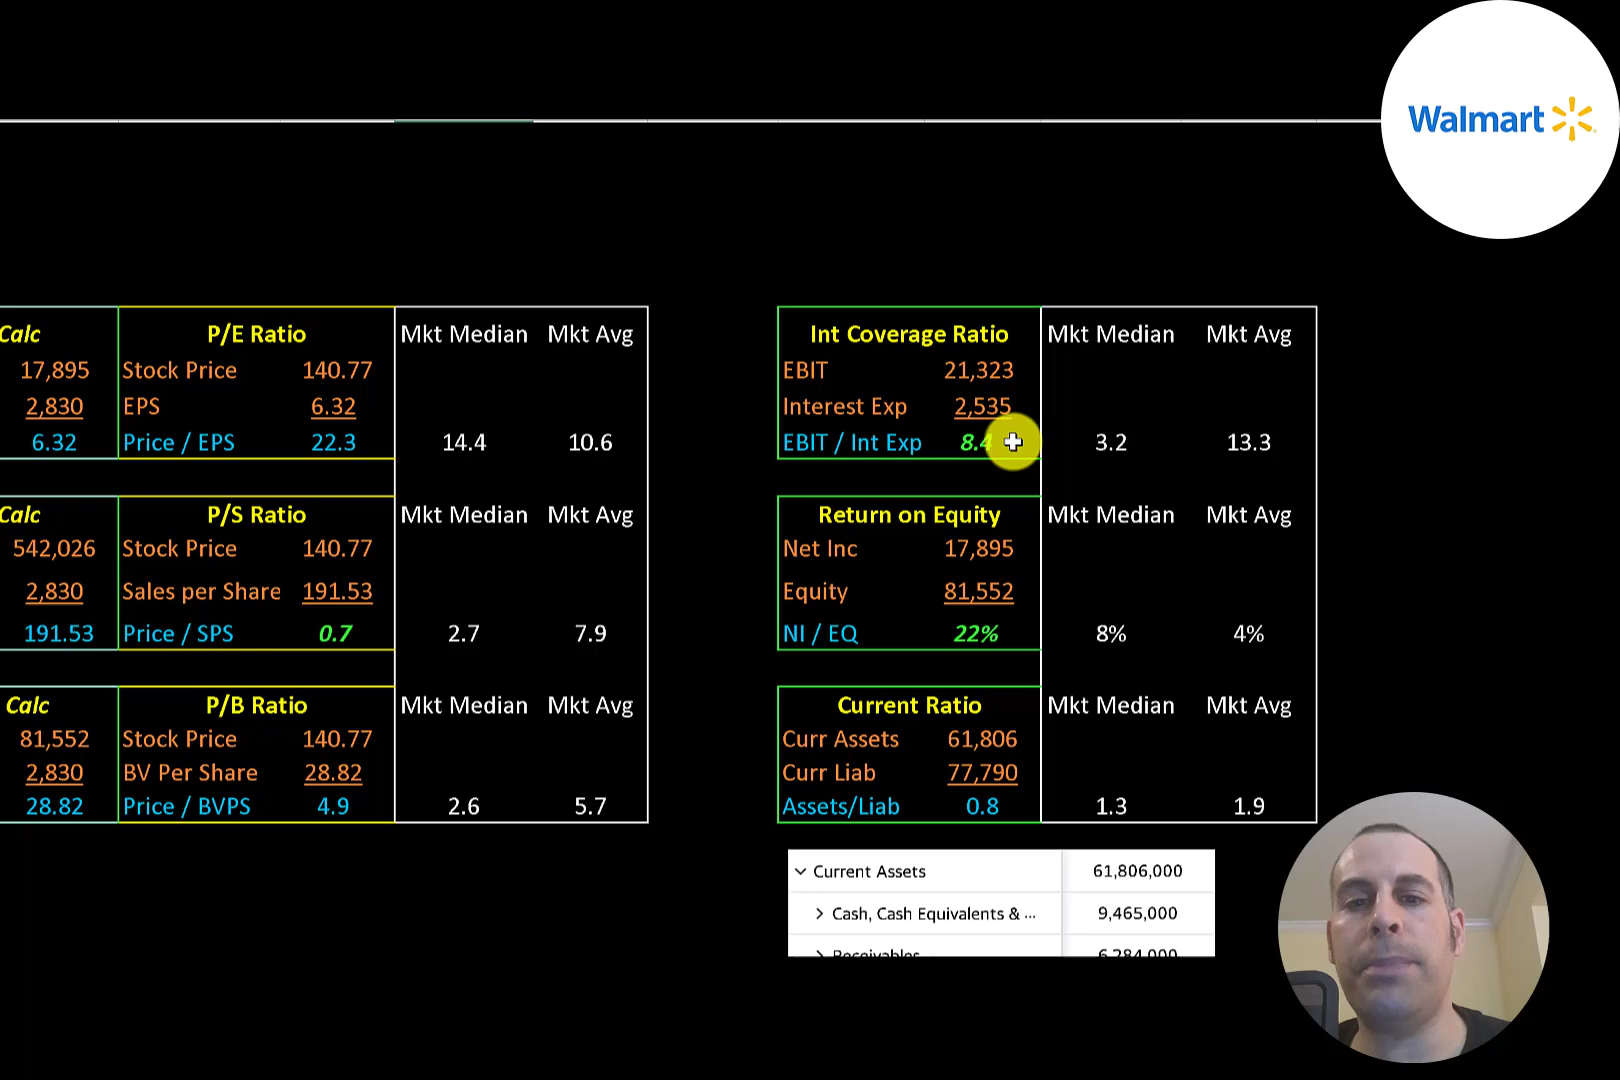 Walmart
Calc P/E Ratio Mkt Median Mkt Avg
17,895 Stock Price 140.77
2,830 EPS 6.32
6.32 Price / EPS 22.3 14.4 10.6
Calc P/S Ratio Mkt Median Mkt Avg
542,026 Stock Price 140.77
2,830 Sales per Share 191.53
191.53 Price / SPS 0.7 2.7 7.9
Calc P/B Ratio Mkt Median Mkt Avg
81,552 Stock Price 140.77
2,830 BV Per Share 28.82
28.82 Price / BVPS 4.9 2.6 5.7
Int Coverage Ratio Mkt Median Mkt Avg
EBIT 21,323
Interest Exp 2,535
EBIT / Int Exp 8.4 3.2 13.3
Return on Equity Mkt Median Mkt Avg
Net Inc 17,895
Equity 81,552
NI / EQ 22% 8% 4%
Current Ratio Mkt Median Mkt Avg
Curr Assets 61,806
Curr Liab 77,790
Assets/Liab 0.8 1.3 1.9
Current Assets 61,806,000
Cash, Cash Equivalents & ... 9,465,000
Receivables 6,284,000